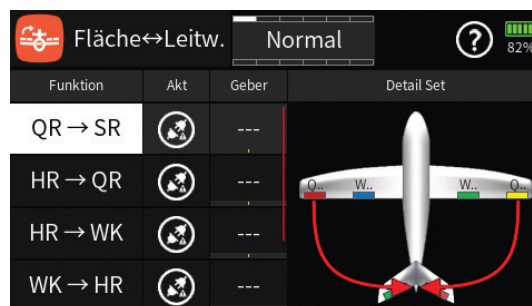 Fläche↔Leitw.
Normal
?
82%
Funktion
Akt
Geber
Detail Set
QR → SR
---
HR → QR
---
HR → WK
---
WK → HR
---
Q.. W.. W.. Q..